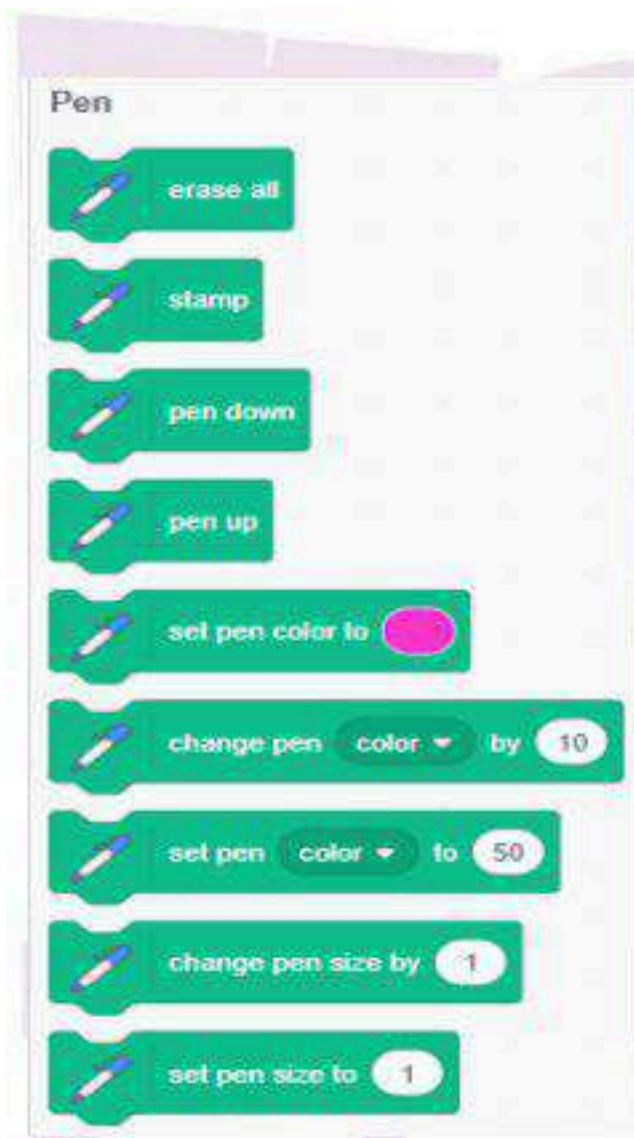 Pen
erase all
stamp
pen down
pen up
set pen color to
change pen color by 10
set pen color to 50
change pen size by 1
set pen size to 1